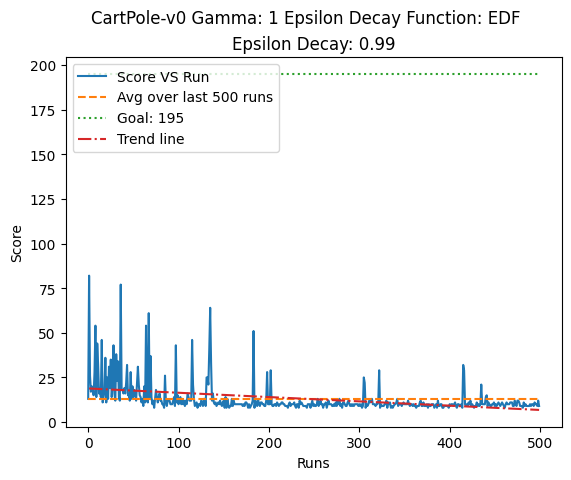 CartPole-v0 Gamma: 1 Epsilon Decay Function: EDF
Epsilon Decay: 0.99
Score VS Run
Avg over last 500 runs
Goal: 195
Trend line
200
175
150
125
100
75
50
25
0
Score
0 100 200 300 400 500
Runs